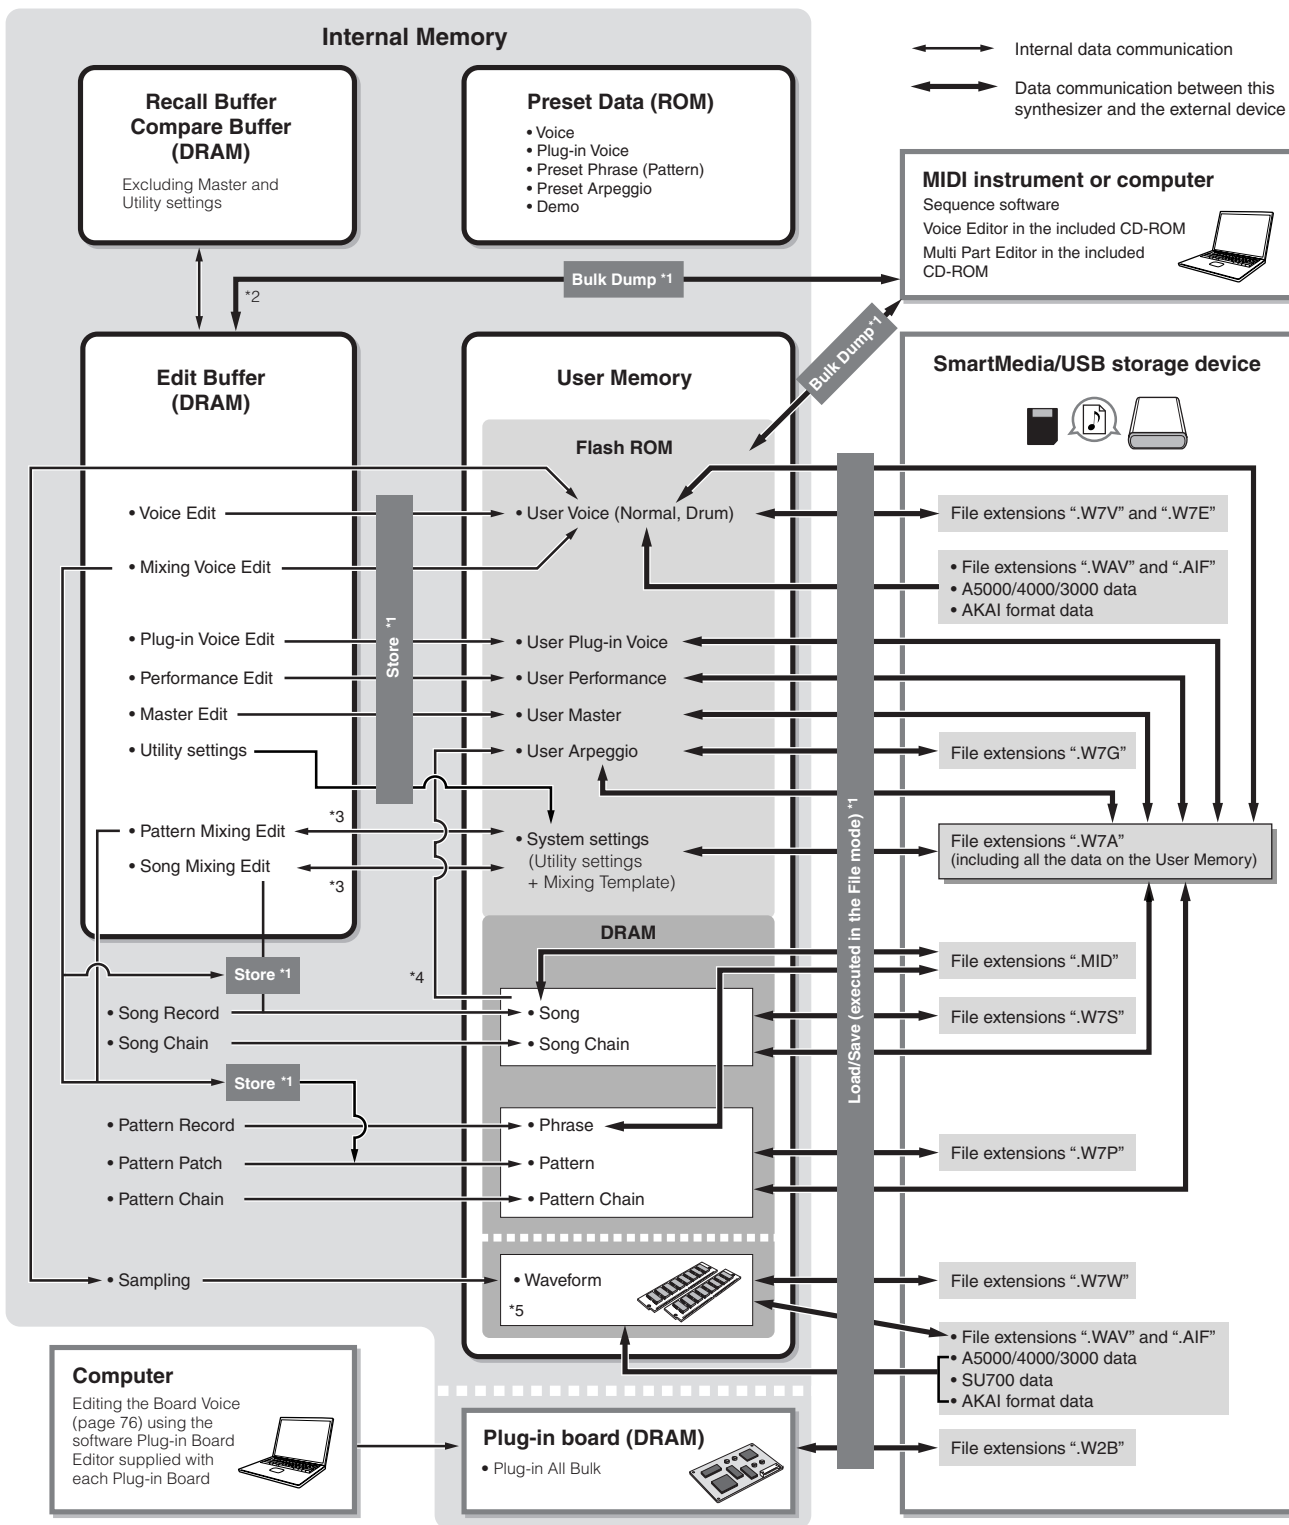 Internal Memory
Internal data communication
Data communication between this
synthesizer and the external device
Recall Buffer
Compare Buffer
(DRAM)
Excluding Master and
Utility settings
Preset Data (ROM)
• Voice
• Plug-in Voice
• Preset Phrase (Pattern)
• Preset Arpeggio
• Demo
MIDI instrument or computer
Sequence software
Voice Editor in the included CD-ROM
Multi Part Editor in the included
CD-ROM
Bulk Dump *1
*2
Bulk Dump *1
Edit Buffer
(DRAM)
• Voice Edit
• Mixing Voice Edit
• Plug-in Voice Edit
• Performance Edit
• Master Edit
• Utility settings
• Pattern Mixing Edit
• Song Mixing Edit
*3
*3
Store *1
User Memory
Flash ROM
• User Voice (Normal, Drum)
• User Plug-in Voice
• User Performance
• User Master
• User Arpeggio
• System settings
(Utility settings
+ Mixing Template)
DRAM
*4
Store *1
• Song Record
• Song Chain
• Song
• Song Chain
Store *1
• Pattern Record
• Pattern Patch
• Pattern Chain
• Phrase
• Pattern
• Pattern Chain
• Sampling
• Waveform
*5
Load/Save (executed in the File mode) *1
SmartMedia/USB storage device
File extensions “.W7V” and “.W7E”
• File extensions “.WAV” and “.AIF”
• A5000/4000/3000 data
• AKAI format data
File extensions “.W7G”
File extensions “.W7A”
(including all the data on the User Memory)
File extensions “.MID”
File extensions “.W7S”
File extensions “.W7P”
File extensions “.W7W”
• File extensions “.WAV” and “.AIF”
• A5000/4000/3000 data
• SU700 data
• AKAI format data
File extensions “.W2B”
Computer
Editing the Board Voice
(page 76) using the
software Plug-in Board
Editor supplied with
each Plug-in Board
Plug-in board (DRAM)
• Plug-in All Bulk